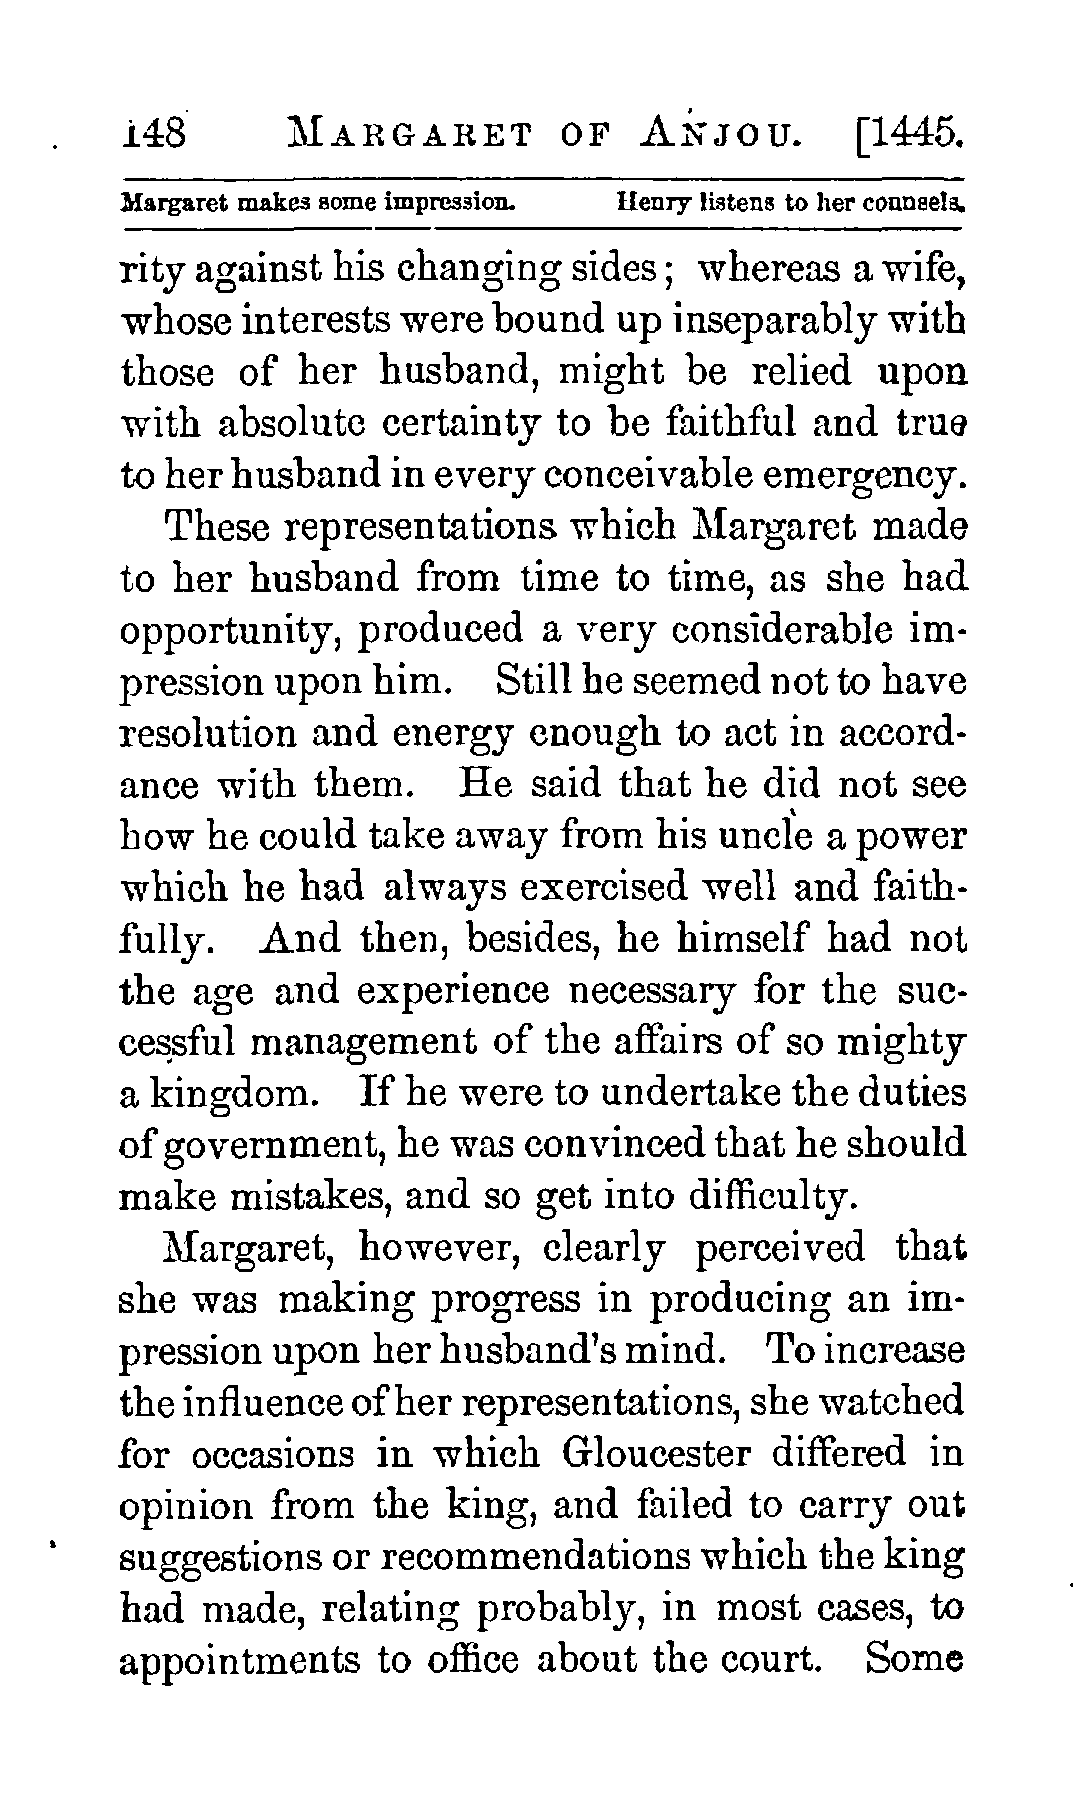 148 MARGARET OF ANJOU. [1445.
Margaret makes some impression. Henry listens to her counsels.
rity against his changing sides; whereas a wife,
whose interests were bound up inseparably with
those of her husband, might be relied upon
with absolute certainty to be faithful and true
to her husband in every conceivable emergency.
These representations which Margaret made
to her husband from time to time, as she had
opportunity, produced a very considerable im-
pression upon him. Still he seemed not to have
resolution and energy enough to act in accord-
ance with them. He said that he did not see
how he could take away from his uncle a power
which he had always exercised well and faith-
fully. And then, besides, he himself had not
the age and experience necessary for the suc-
cessful management of the affairs of so mighty
a kingdom. If he were to undertake the duties
of government, he was convinced that he should
make mistakes, and so get into difficulty.
Margaret, however, clearly perceived that
she was making progress in producing an im-
pression upon her husband's mind. To increase
the influence of her representations, she watched
for occasions in which Gloucester differed in
opinion from the king, and failed to carry out
suggestions or recommendations which the king
had made, relating probably, in most cases, to
appointments to office about the court. Some